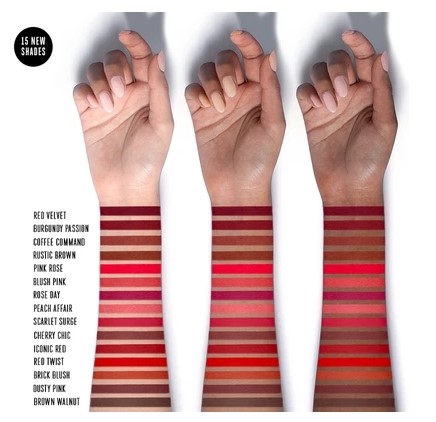 15 NEW
SHADES
RED VELVET
BURGUNDY PASSION
COFFEE COMMAND
RUSTIC BROWN
PINK ROSE
BLUSH PINK
ROSE DAY
PEACH AFFAIR
SCARLET SURGE
CHERRY CHIC
ICONIC RED
RED TWIST
BRICK BLUSH
DUSTY PINK
BROWN WALNUT